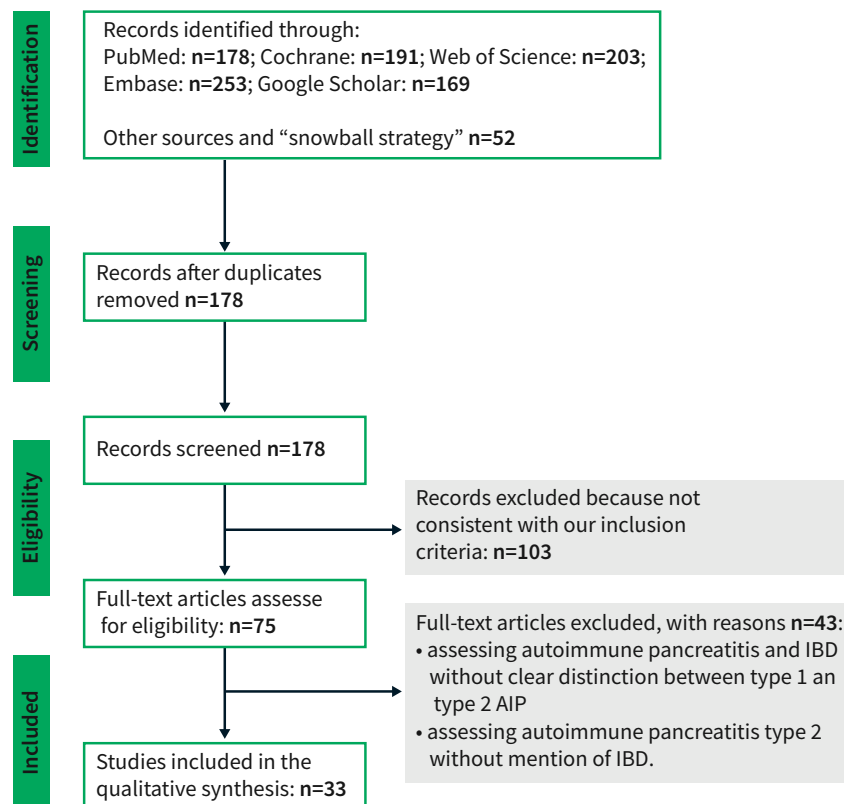 Identification
Records identified through:
PubMed: n=178; Cochrane: n=191; Web of Science: n=203;
Embase: n=253; Google Scholar: n=169
Other sources and “snowball strategy” n=52
Screening
Records after duplicates
removed n=178
Eligibility
Records screened n=178
Records excluded because not
consistent with our inclusion
criteria: n=103
Full-text articles assesse
for eligibility: n=75
Full-text articles excluded, with reasons n=43:
• assessing autoimmune pancreatitis and IBD
without clear distinction between type 1 an
type 2 AIP
• assessing autoimmune pancreatitis type 2
without mention of IBD.
Included
Studies included in the
qualitative synthesis: n=33